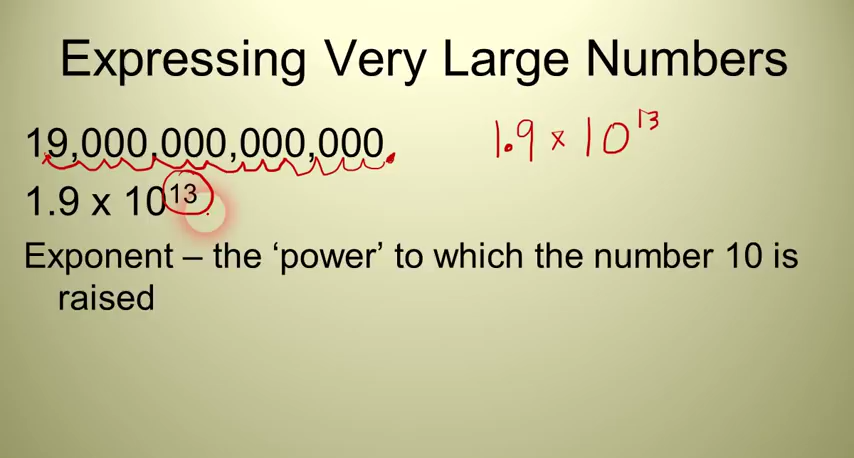 Expressing Very Large Numbers
19,000,000,000,000.
1.9 x 10¹³
1.9 x 10¹³
Exponent – the ‘power’ to which the number 10 is
raised